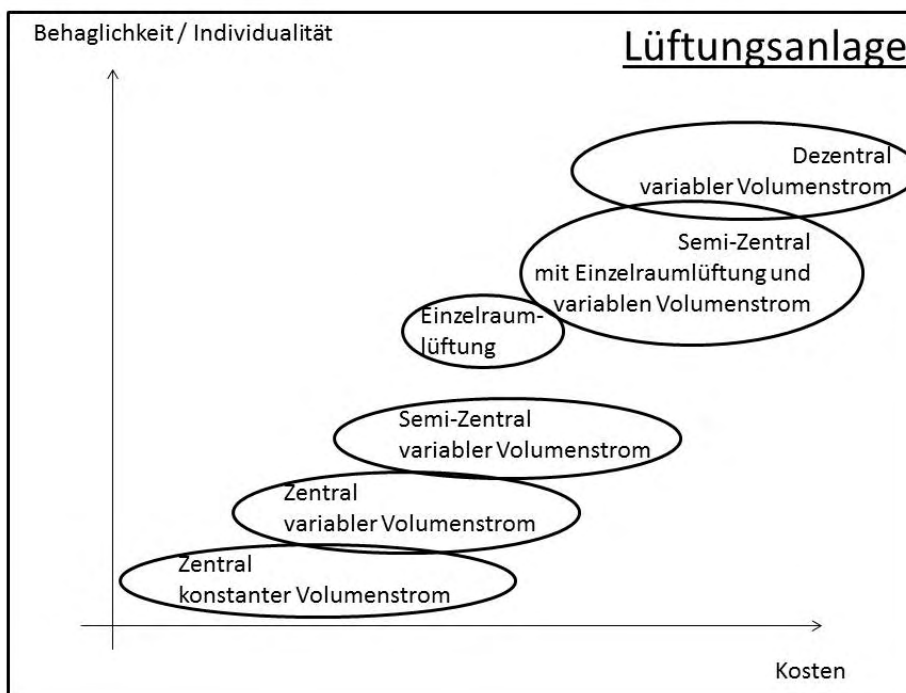 Behaglichkeit / Individualität
Lüftungsanlage
Dezentral
variabler Volumenstrom
Semi-Zentral
mit Einzelraumlüftung und
variablen Volumenstrom
Einzelraum-
lüftung
Semi-Zentral
variabler Volumenstrom
Zentral
variabler Volumenstrom
Zentral
konstanter Volumenstrom
Kosten